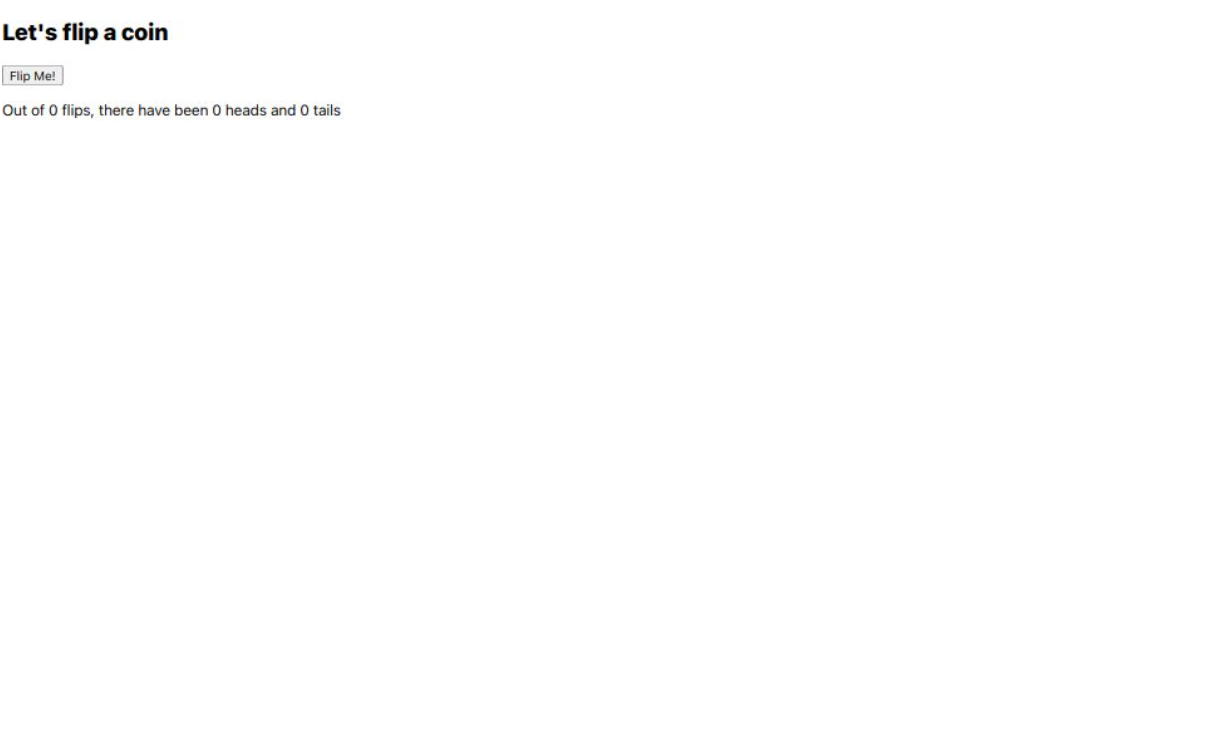 Let's flip a coin
Flip Me!
Out of 0 flips, there have been 0 heads and 0 tails